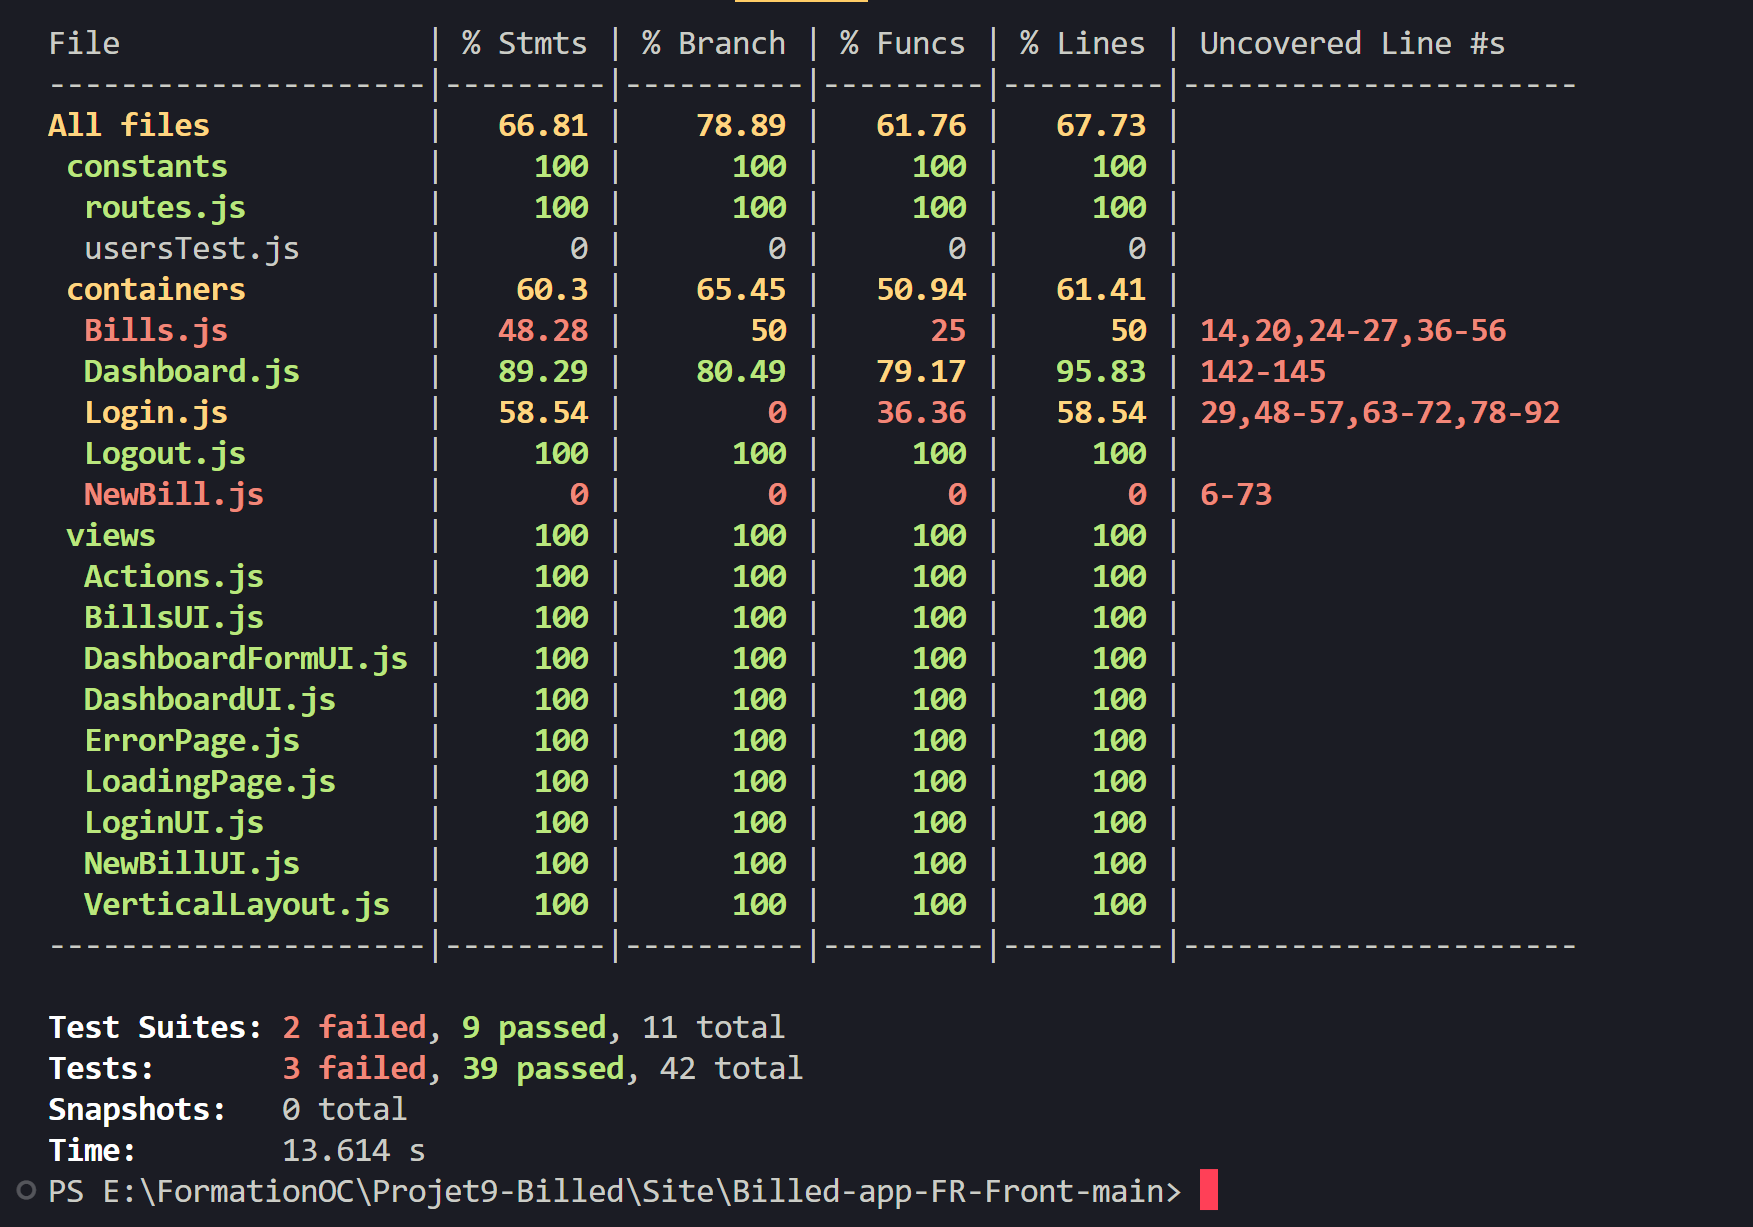 File                 | % Stmts | % Branch | % Funcs | % Lines | Uncovered Line #s
---------------------|---------|----------|---------|---------|----------------------
All files            |   66.81 |    78.89 |   61.76 |   67.73 |
 constants           |     100 |      100 |     100 |     100 |
  routes.js          |     100 |      100 |     100 |     100 |
  usersTest.js       |       0 |        0 |       0 |       0 |
 containers          |    60.3 |    65.45 |   50.94 |   61.41 |
  Bills.js           |   48.28 |       50 |      25 |      50 | 14,20,24-27,36-56
  Dashboard.js       |   89.29 |    80.49 |   79.17 |   95.83 | 142-145
  Login.js           |   58.54 |        0 |   36.36 |   58.54 | 29,48-57,63-72,78-92
  Logout.js          |     100 |      100 |     100 |     100 |
  NewBill.js         |       0 |        0 |       0 |       0 | 6-73
 views               |     100 |      100 |     100 |     100 |
  Actions.js         |     100 |      100 |     100 |     100 |
  BillsUI.js         |     100 |      100 |     100 |     100 |
  DashboardFormUI.js |     100 |      100 |     100 |     100 |
  DashboardUI.js     |     100 |      100 |     100 |     100 |
  ErrorPage.js       |     100 |      100 |     100 |     100 |
  LoadingPage.js     |     100 |      100 |     100 |     100 |
  LoginUI.js         |     100 |      100 |     100 |     100 |
  NewBillUI.js       |     100 |      100 |     100 |     100 |
  VerticalLayout.js  |     100 |      100 |     100 |     100 |
---------------------|---------|----------|---------|---------|----------------------
Test Suites: 2 failed, 9 passed, 11 total
Tests:       3 failed, 39 passed, 42 total
Snapshots:   0 total
Time:        13.614 s
PS E:\FormationOC\Projet9-Billed\Site\Billed-app-FR-Front-main>